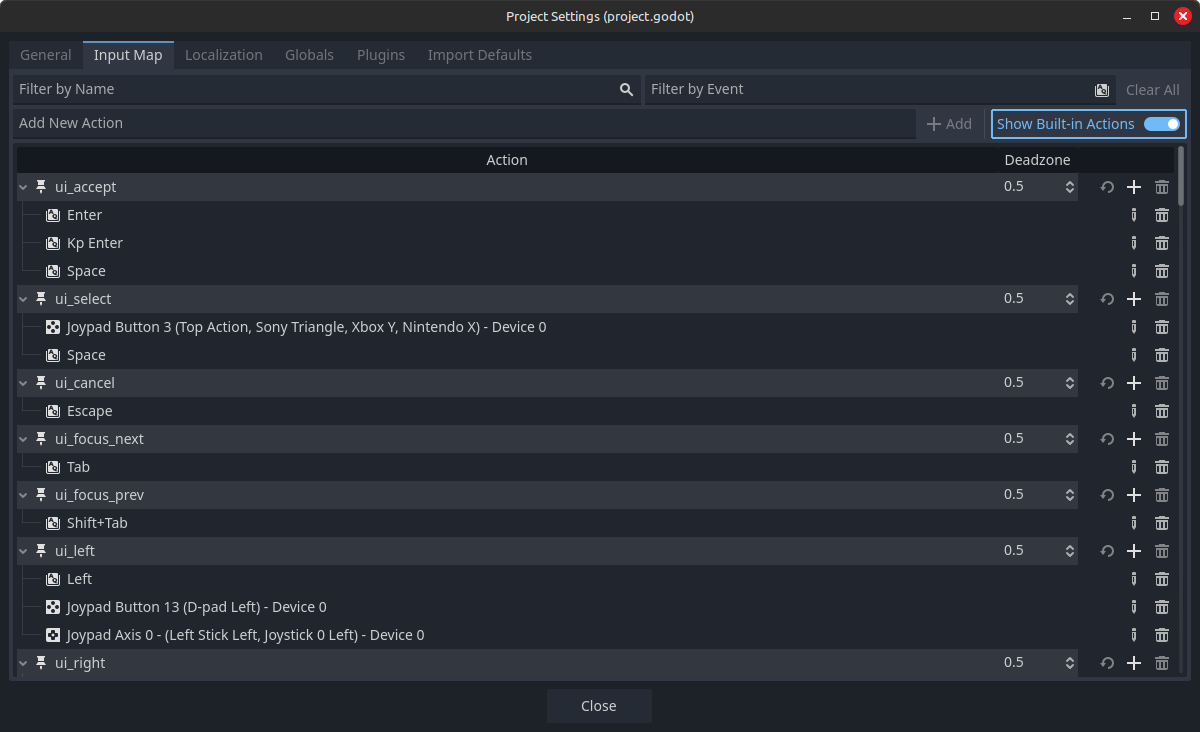 Project Settings (project.godot)
General Input Map Localization Globals Plugins Import Defaults
Filter by Name Filter by Event Clear All
Add New Action + Add Show Built-in Actions
Action Deadzone
ui_accept 0.5
Enter
Kp Enter
Space
ui_select 0.5
Joypad Button 3 (Top Action, Sony Triangle, Xbox Y, Nintendo X) - Device 0
Space
ui_cancel 0.5
Escape
ui_focus_next 0.5
Tab
ui_focus_prev 0.5
Shift+Tab
ui_left 0.5
Left
Joypad Button 13 (D-pad Left) - Device 0
Joypad Axis 0 - (Left Stick Left, Joystick 0 Left) - Device 0
ui_right 0.5
Close